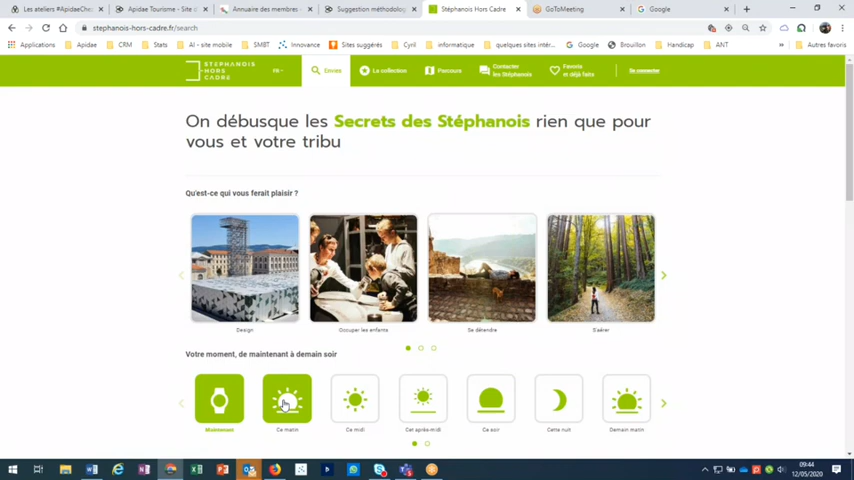 Les ateliers #ApidaeChe
Apidae Tourisme - Site d
Annuaire des membres -
Suggestion méthodolog
Stéphanois Hors Cadre
GoToMeeting
Google
stephanois-hors-cadre.fr/search
Applications
Apidae
CRM
Stats
AI - site mobile
SMBT
Innovance
Sites suggérés
Cyril
informatique
quelques sites intér...
Google
Brouillon
Handicap
ANT
Autres favoris
STEPHANOIS
HORS
CADRE
FR
Envies
La collection
Parcours
Contacter
les Stéphanois
Favoris
et déjà faits
Se connecter
On débusque les Secrets des Stéphanois rien que pour
vous et votre tribu
Qu'est-ce qui vous ferait plaisir ?
Design
Occuper les enfants
Se détendre
S'aérer
Votre moment, de maintenant à demain soir
Maintenant
Ce matin
Ce midi
Cet après-midi
Ce soir
Cette nuit
Demain matin
09:44
12/05/2020